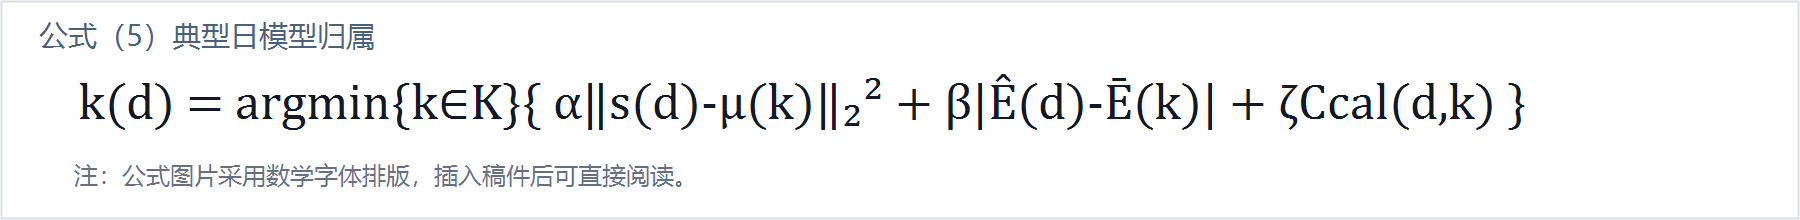 公式（5）典型日模型归属
k(d) = argmin{k∈K}{ α‖s(d)-μ(k)‖₂² + β|Ê(d)-Ē(k)| + ζCcal(d,k) }
注：公式图片采用数学字体排版，插入稿件后可直接阅读。